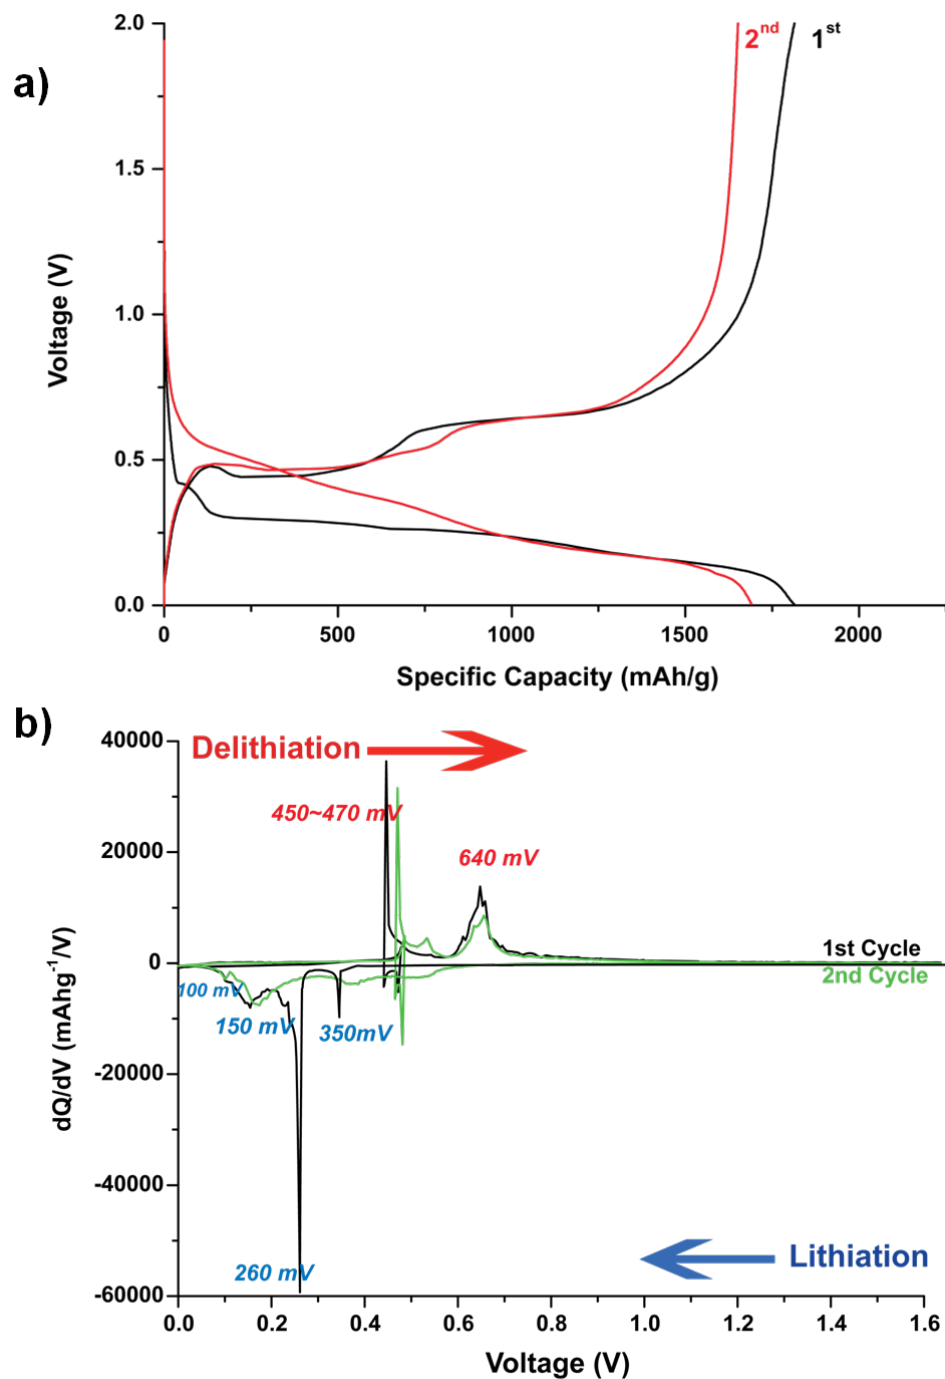 a)
2.0
1.5
1.0
0.5
0.0
Voltage (V)
2nd
1st
0 500 1000 1500 2000
Specific Capacity (mAh/g)
b)
40000
20000
0
-20000
-40000
-60000
dQ/dV (mAhg-1/V)
Delithiation
450~470 mV
640 mV
1st Cycle
2nd Cycle
100 mV
150 mV
350mV
260 mV
Lithiation
0.0 0.2 0.4 0.6 0.8 1.0 1.2 1.4 1.6
Voltage (V)